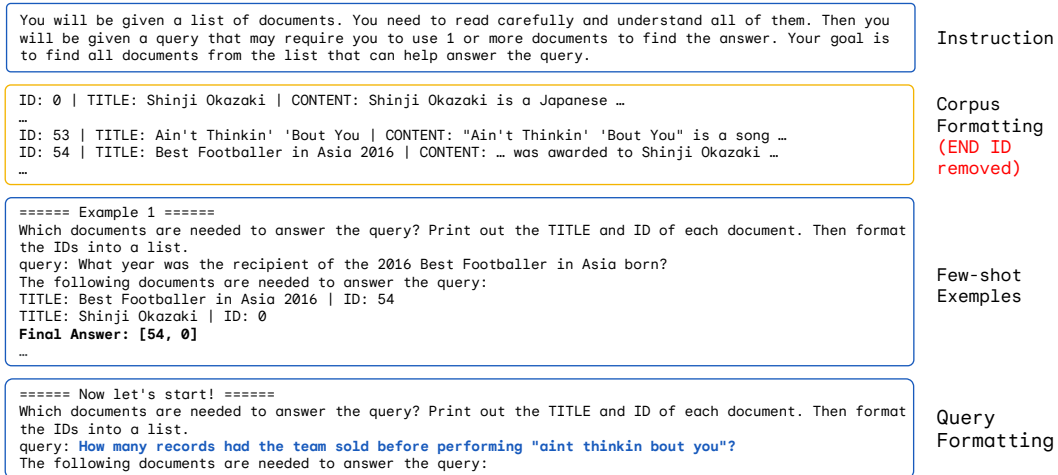 You will be given a list of documents. You need to read carefully and understand all of them. Then you
will be given a query that may require you to use 1 or more documents to find the answer. Your goal is
to find all documents from the list that can help answer the query.
Instruction
ID: 0 | TITLE: Shinji Okazaki | CONTENT: Shinji Okazaki is a Japanese …
…
ID: 53 | TITLE: Ain't Thinkin' 'Bout You | CONTENT: "Ain't Thinkin' 'Bout You" is a song …
ID: 54 | TITLE: Best Footballer in Asia 2016 | CONTENT: … was awarded to Shinji Okazaki …
…
Corpus
Formatting
(END ID
removed)
====== Example 1 ======
Which documents are needed to answer the query? Print out the TITLE and ID of each document. Then format
the IDs into a list.
query: What year was the recipient of the 2016 Best Footballer in Asia born?
The following documents are needed to answer the query:
TITLE: Best Footballer in Asia 2016 | ID: 54
TITLE: Shinji Okazaki | ID: 0
Final Answer: [54, 0]
…
Few-shot
Exemples
====== Now let's start! ======
Which documents are needed to answer the query? Print out the TITLE and ID of each document. Then format
the IDs into a list.
query: How many records had the team sold before performing "aint thinkin bout you"?
The following documents are needed to answer the query:
Query
Formatting